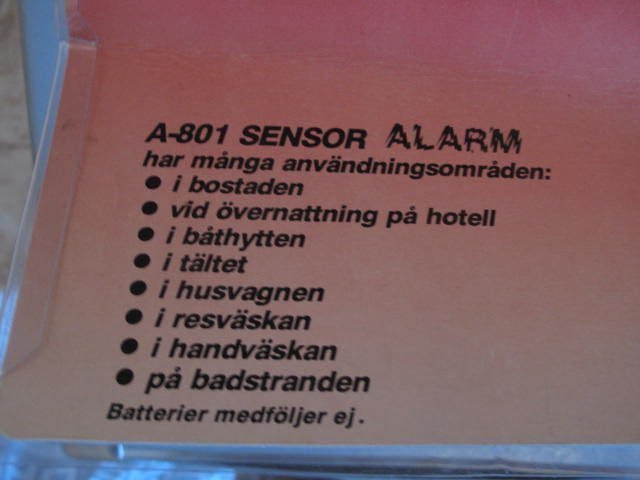 A-801 SENSOR ALARM
har många användningsområden:
● i bostaden
● vid övernattning på hotell
● i båthytten
● i tältet
● i husvagnen
● i resväskan
● i handväskan
● på badstranden
Batterier medföljer ej.